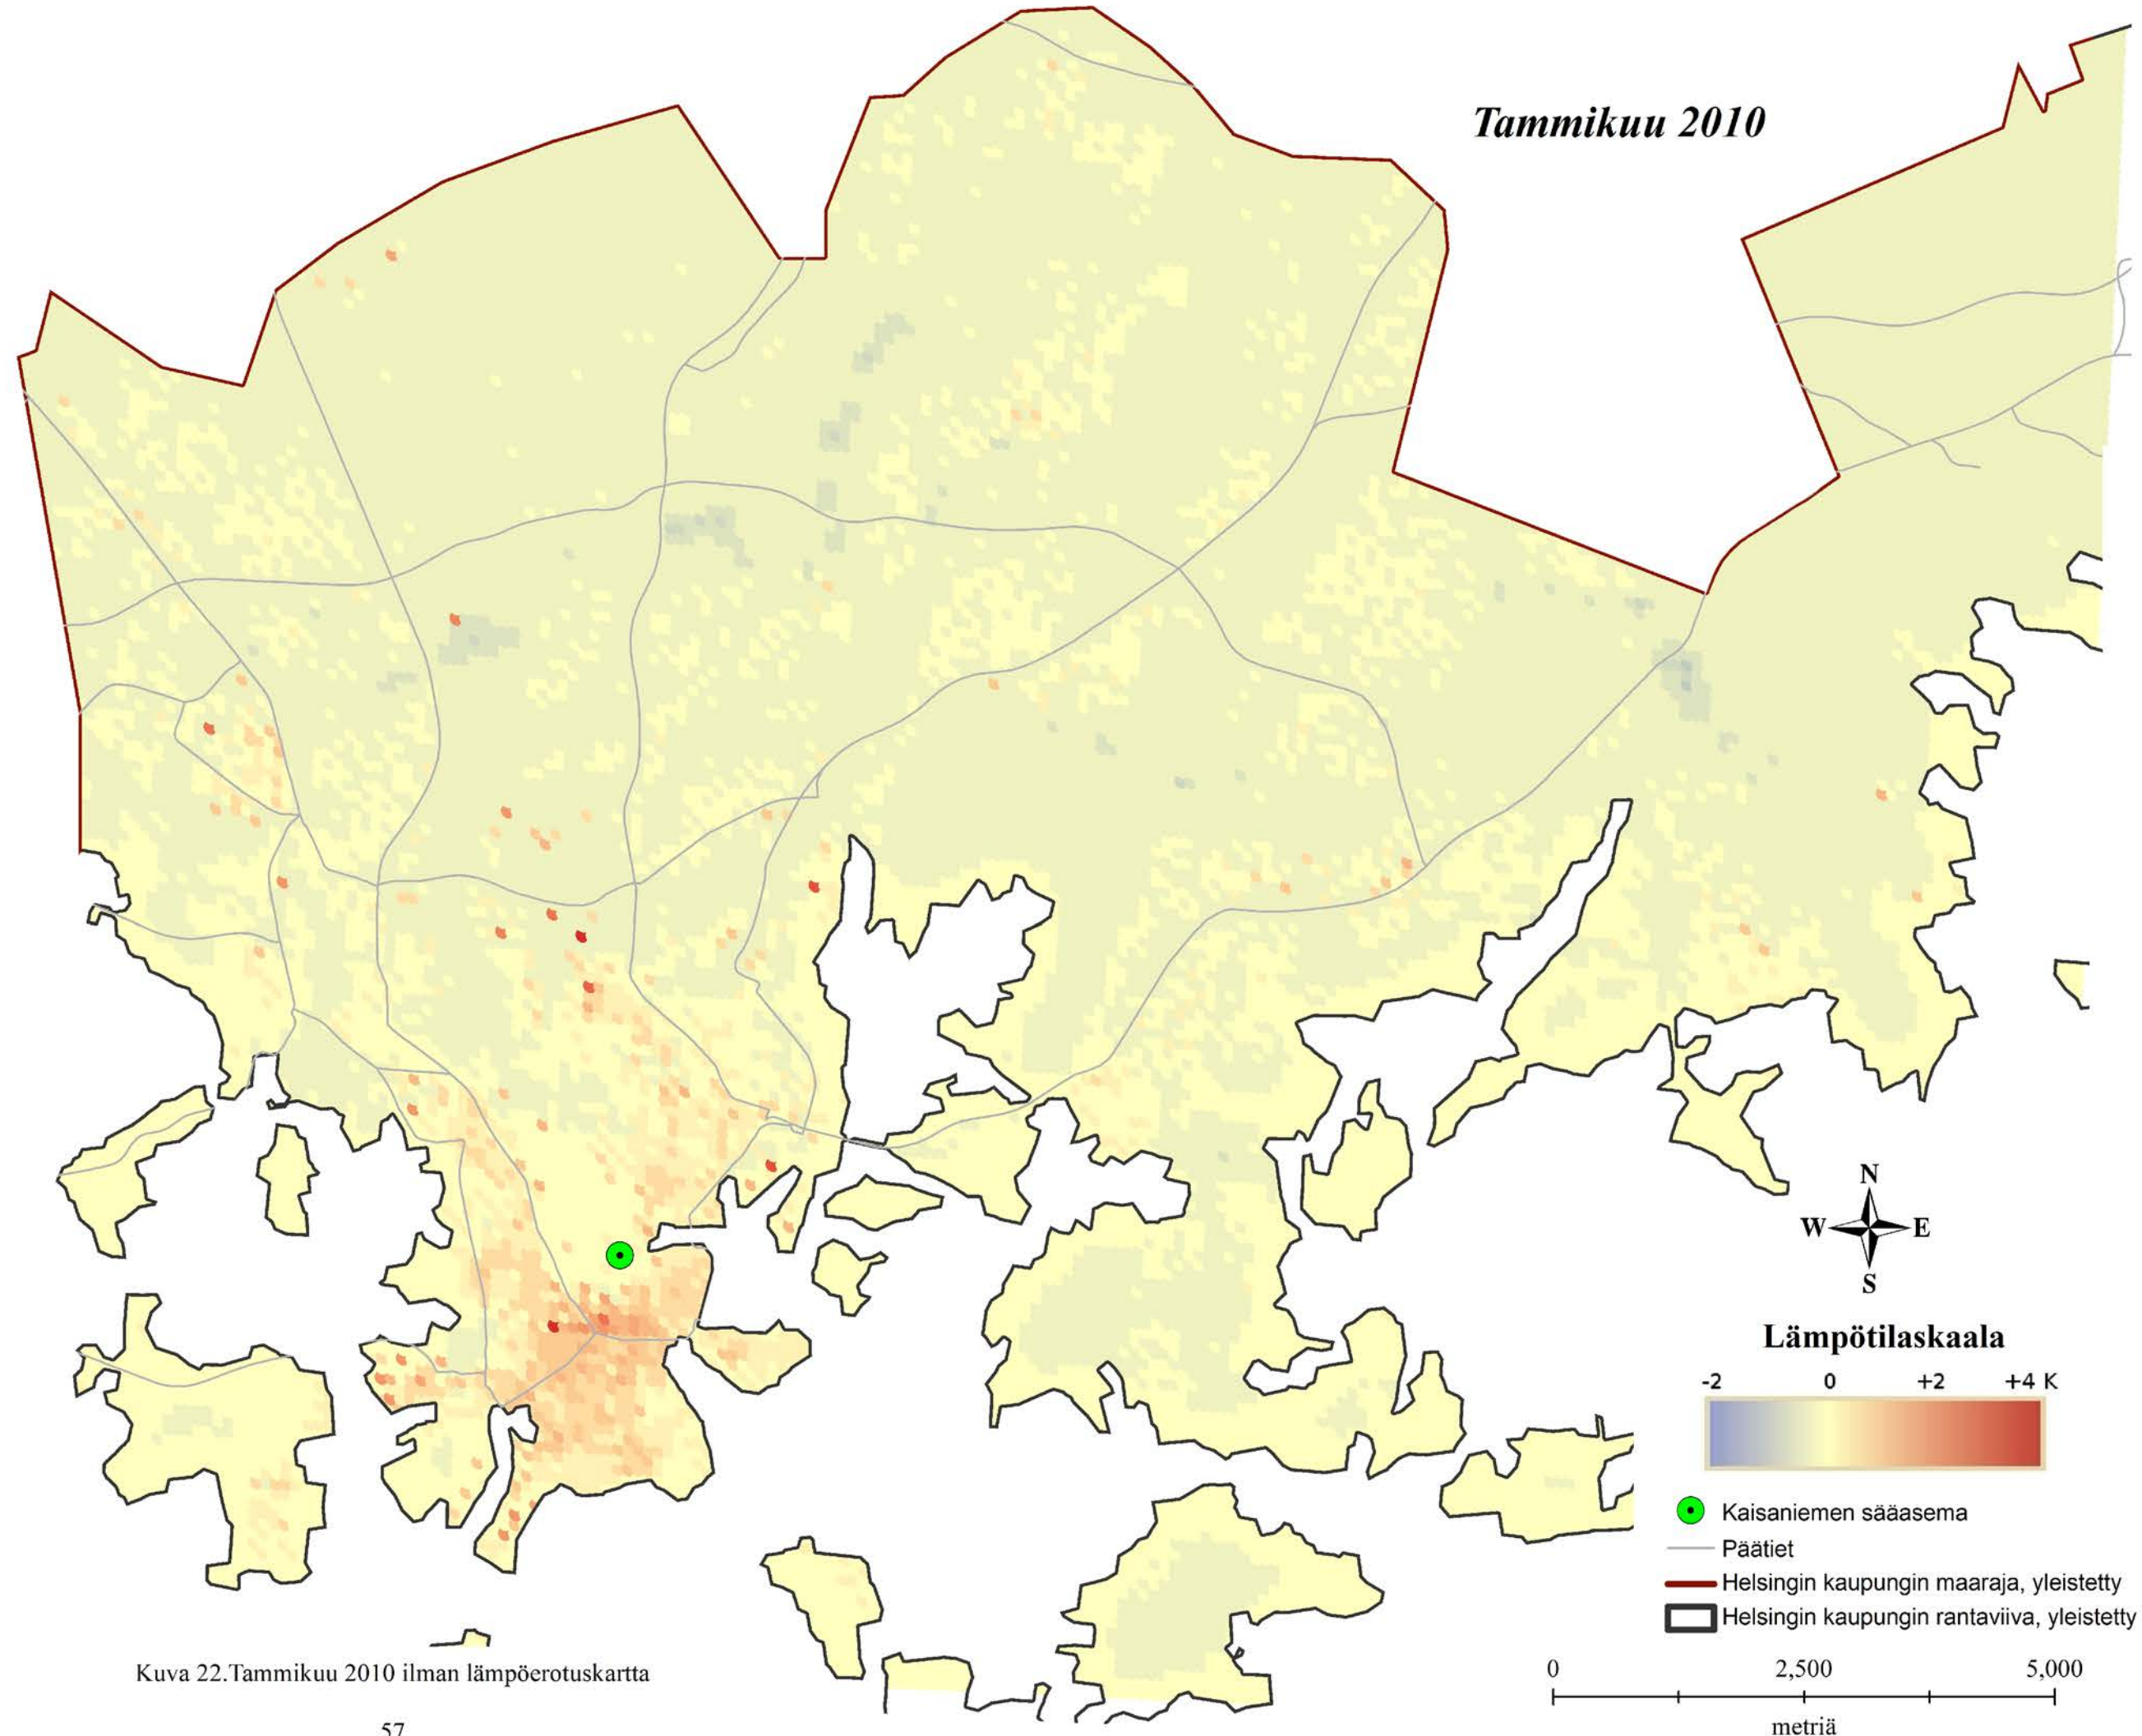 Tammikuu 2010
N
W E
S
Lämpötilaskaala
-2 0 +2 +4 K
Kaisaniemen sääasema
Päätiet
Helsingin kaupungin maaraja, yleistetty
Helsingin kaupungin rantaviiva, yleistetty
0 2,500 5,000
metriä
Kuva 22.Tammikuu 2010 ilman lämpöerotuskartta
57